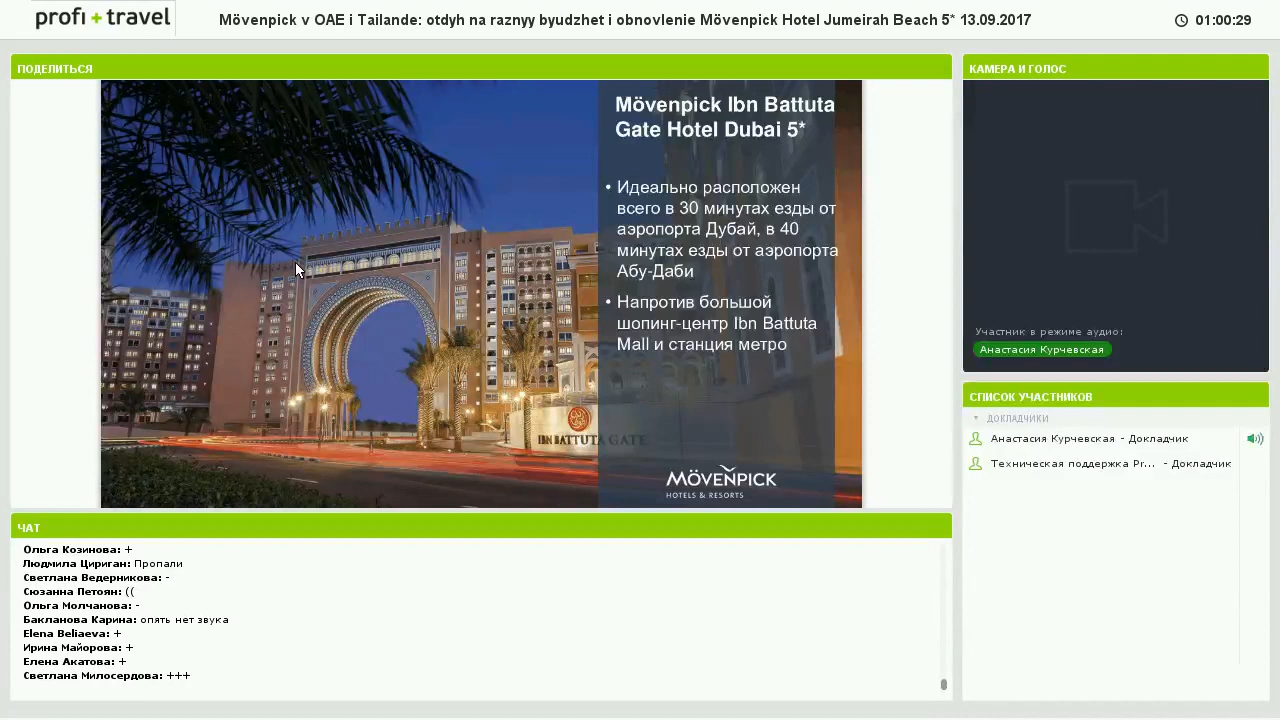 profi + travel
Mövenpick v OAE i Tailande: otdyh na raznyy byudzhet i obnovlenie Mövenpick Hotel Jumeirah Beach 5* 13.09.2017
01:00:29
ПОДЕЛИТЬСЯ
Mövenpick Ibn Battuta
Gate Hotel Dubai 5*
• Идеально расположен
всего в 30 минутах езды от
аэропорта Дубай, в 40
минутах езды от аэропорта
Абу-Даби
• Напротив большой
шопинг-центр Ibn Battuta
Mall и станция метро
IBN BATTUTA GATE
MÖVENPICK
HOTELS & RESORTS
КАМЕРА И ГОЛОС
Участник в режиме аудио:
Анастасия Курчевская
СПИСОК УЧАСТНИКОВ
ДОКЛАДЧИКИ
Анастасия Курчевская - Докладчик
Техническая поддержка Pr... - Докладчик
ЧАТ
Ольга Козинова: +
Людмила Цириган: Пропали
Светлана Ведерникова: -
Сюзанна Петоян: ((
Ольга Молчанова: -
Бакланова Карина: опять нет звука
Elena Beliaeva: +
Ирина Майорова: +
Елена Акатова: +
Светлана Милосердова: +++